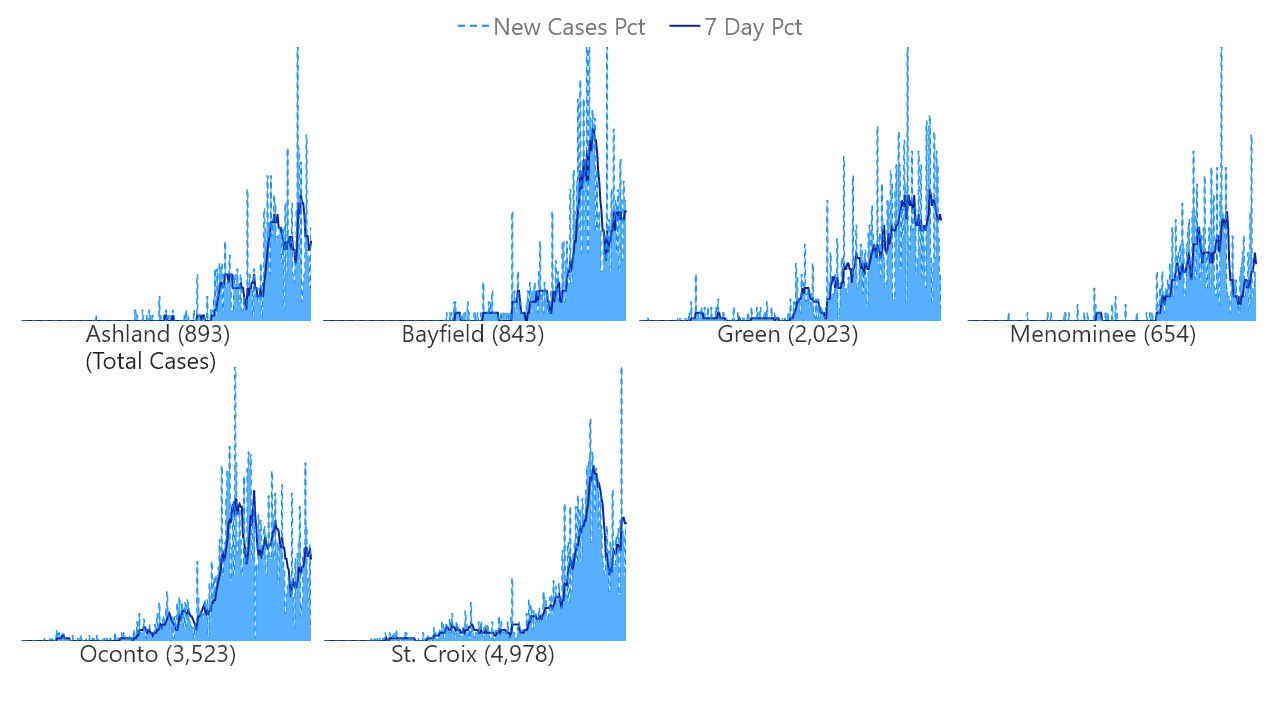 New Cases Pct 7 Day Pct
Ashland (893) Bayfield (843) Green (2,023) Menominee (654)
(Total Cases)
Oconto (3,523) St. Croix (4,978)